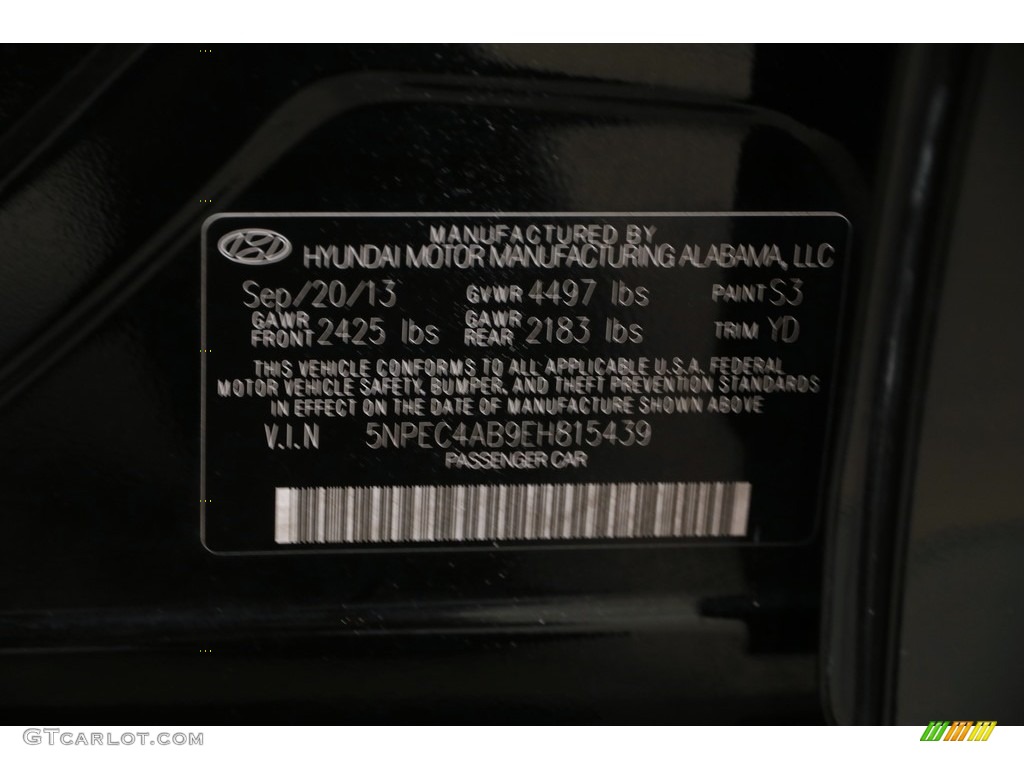 MANUFACTURED BY
HYUNDAI MOTOR MANUFACTURING ALABAMA, LLC
Sep/20/13 GVWR 4497 lbs PAINT S3
GAWR FRONT 2425 lbs GAWR REAR 2183 lbs TRIM YD
THIS VEHICLE CONFORMS TO ALL APPLICABLE U.S.A. FEDERAL
MOTOR VEHICLE SAFETY, BUMPER, AND THEFT PREVENTION STANDARDS
IN EFFECT ON THE DATE OF MANUFACTURE SHOWN ABOVE
V.I.N 5NPEC4AB9EH815439
PASSENGER CAR
GTCarlot.com